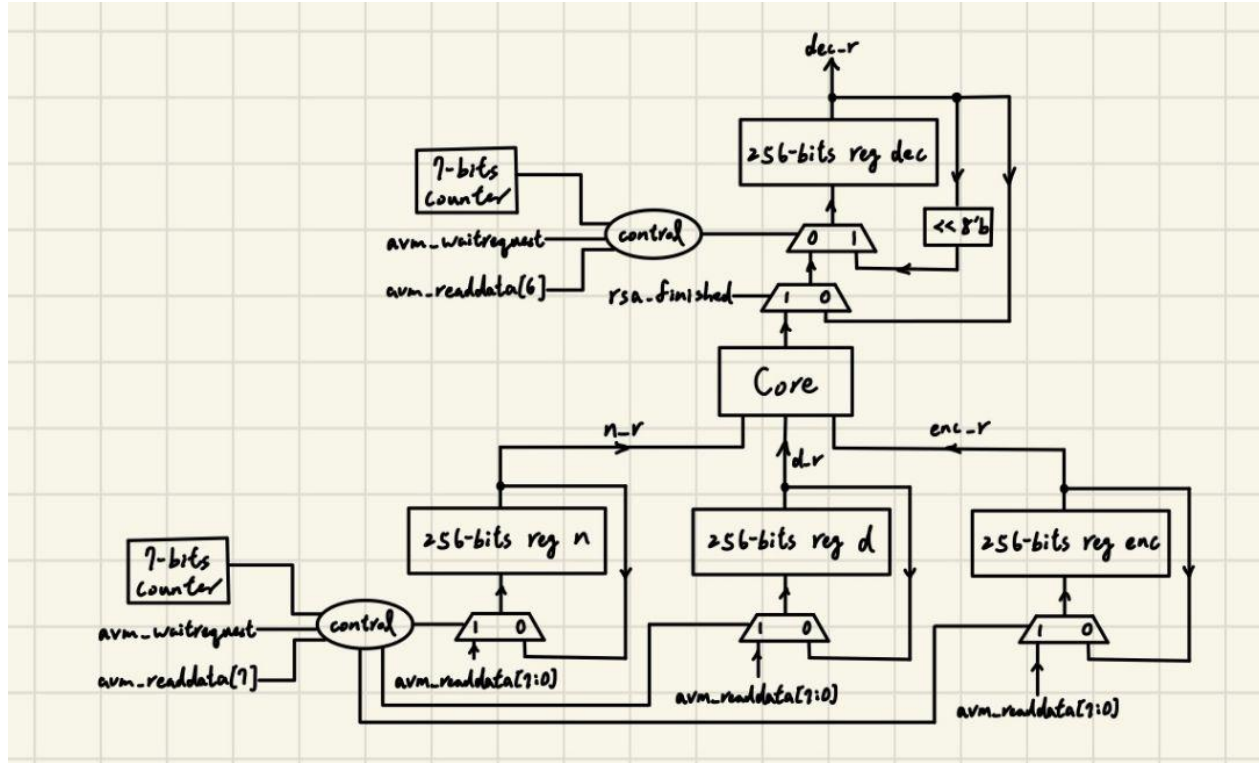 dec_r
256-bits reg dec
7-bits
counter
<< 8'b
avm_waitrequest
control
0 1
avm_readdata[6]
rsa_finished
1 0
Core
n_r
enc_r
d_r
256-bits reg n
256-bits reg d
256-bits reg enc
7-bits
counter
avm_waitrequest
control
1 0
1 0
1 0
avm_readdata[7]
avm_readdata[7:0]
avm_readdata[7:0]
avm_readdata[7:0]